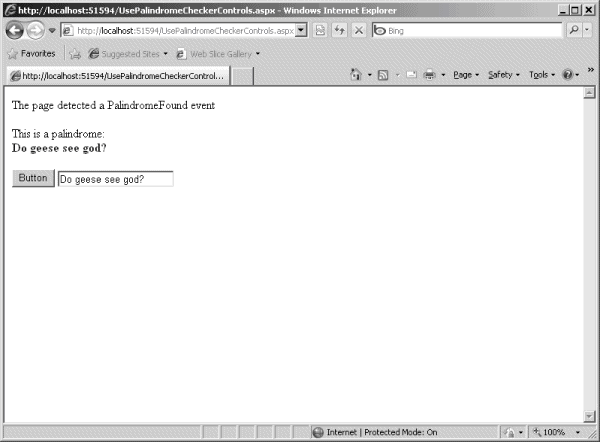 http://localhost:51594/UsePalindromeCheckerControls.aspx - Windows Internet Explorer
http://localhost:51594/UsePalindromeCheckerControls.aspx
Bing
Favorites
Suggested Sites
Web Slice Gallery
http://localhost:51594/UsePalindromeCheckerControl...
Page
Safety
Tools
The page detected a PalindromeFound event
This is a palindrome:
Do geese see god?
Button
Do geese see god?
Internet | Protected Mode: On
100%